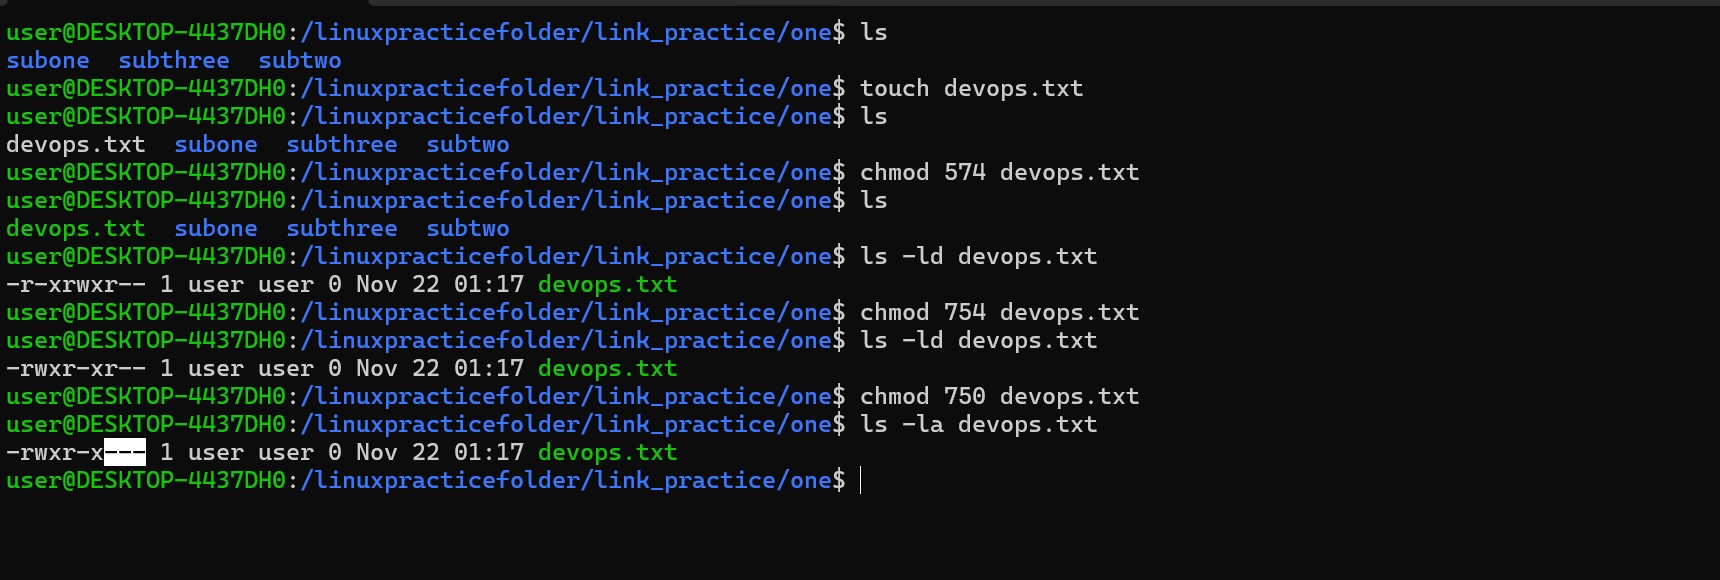 user@DESKTOP-4437DH0:/linuxpracticefolder/link_practice/one$ ls
subone  subthree  subtwo
user@DESKTOP-4437DH0:/linuxpracticefolder/link_practice/one$ touch devops.txt
user@DESKTOP-4437DH0:/linuxpracticefolder/link_practice/one$ ls
devops.txt  subone  subthree  subtwo
user@DESKTOP-4437DH0:/linuxpracticefolder/link_practice/one$ chmod 574 devops.txt
user@DESKTOP-4437DH0:/linuxpracticefolder/link_practice/one$ ls
devops.txt  subone  subthree  subtwo
user@DESKTOP-4437DH0:/linuxpracticefolder/link_practice/one$ ls -ld devops.txt
-r-xrwxr-- 1 user user 0 Nov 22 01:17 devops.txt
user@DESKTOP-4437DH0:/linuxpracticefolder/link_practice/one$ chmod 754 devops.txt
user@DESKTOP-4437DH0:/linuxpracticefolder/link_practice/one$ ls -ld devops.txt
-rwxr-xr-- 1 user user 0 Nov 22 01:17 devops.txt
user@DESKTOP-4437DH0:/linuxpracticefolder/link_practice/one$ chmod 750 devops.txt
user@DESKTOP-4437DH0:/linuxpracticefolder/link_practice/one$ ls -la devops.txt
-rwxr-x--- 1 user user 0 Nov 22 01:17 devops.txt
user@DESKTOP-4437DH0:/linuxpracticefolder/link_practice/one$